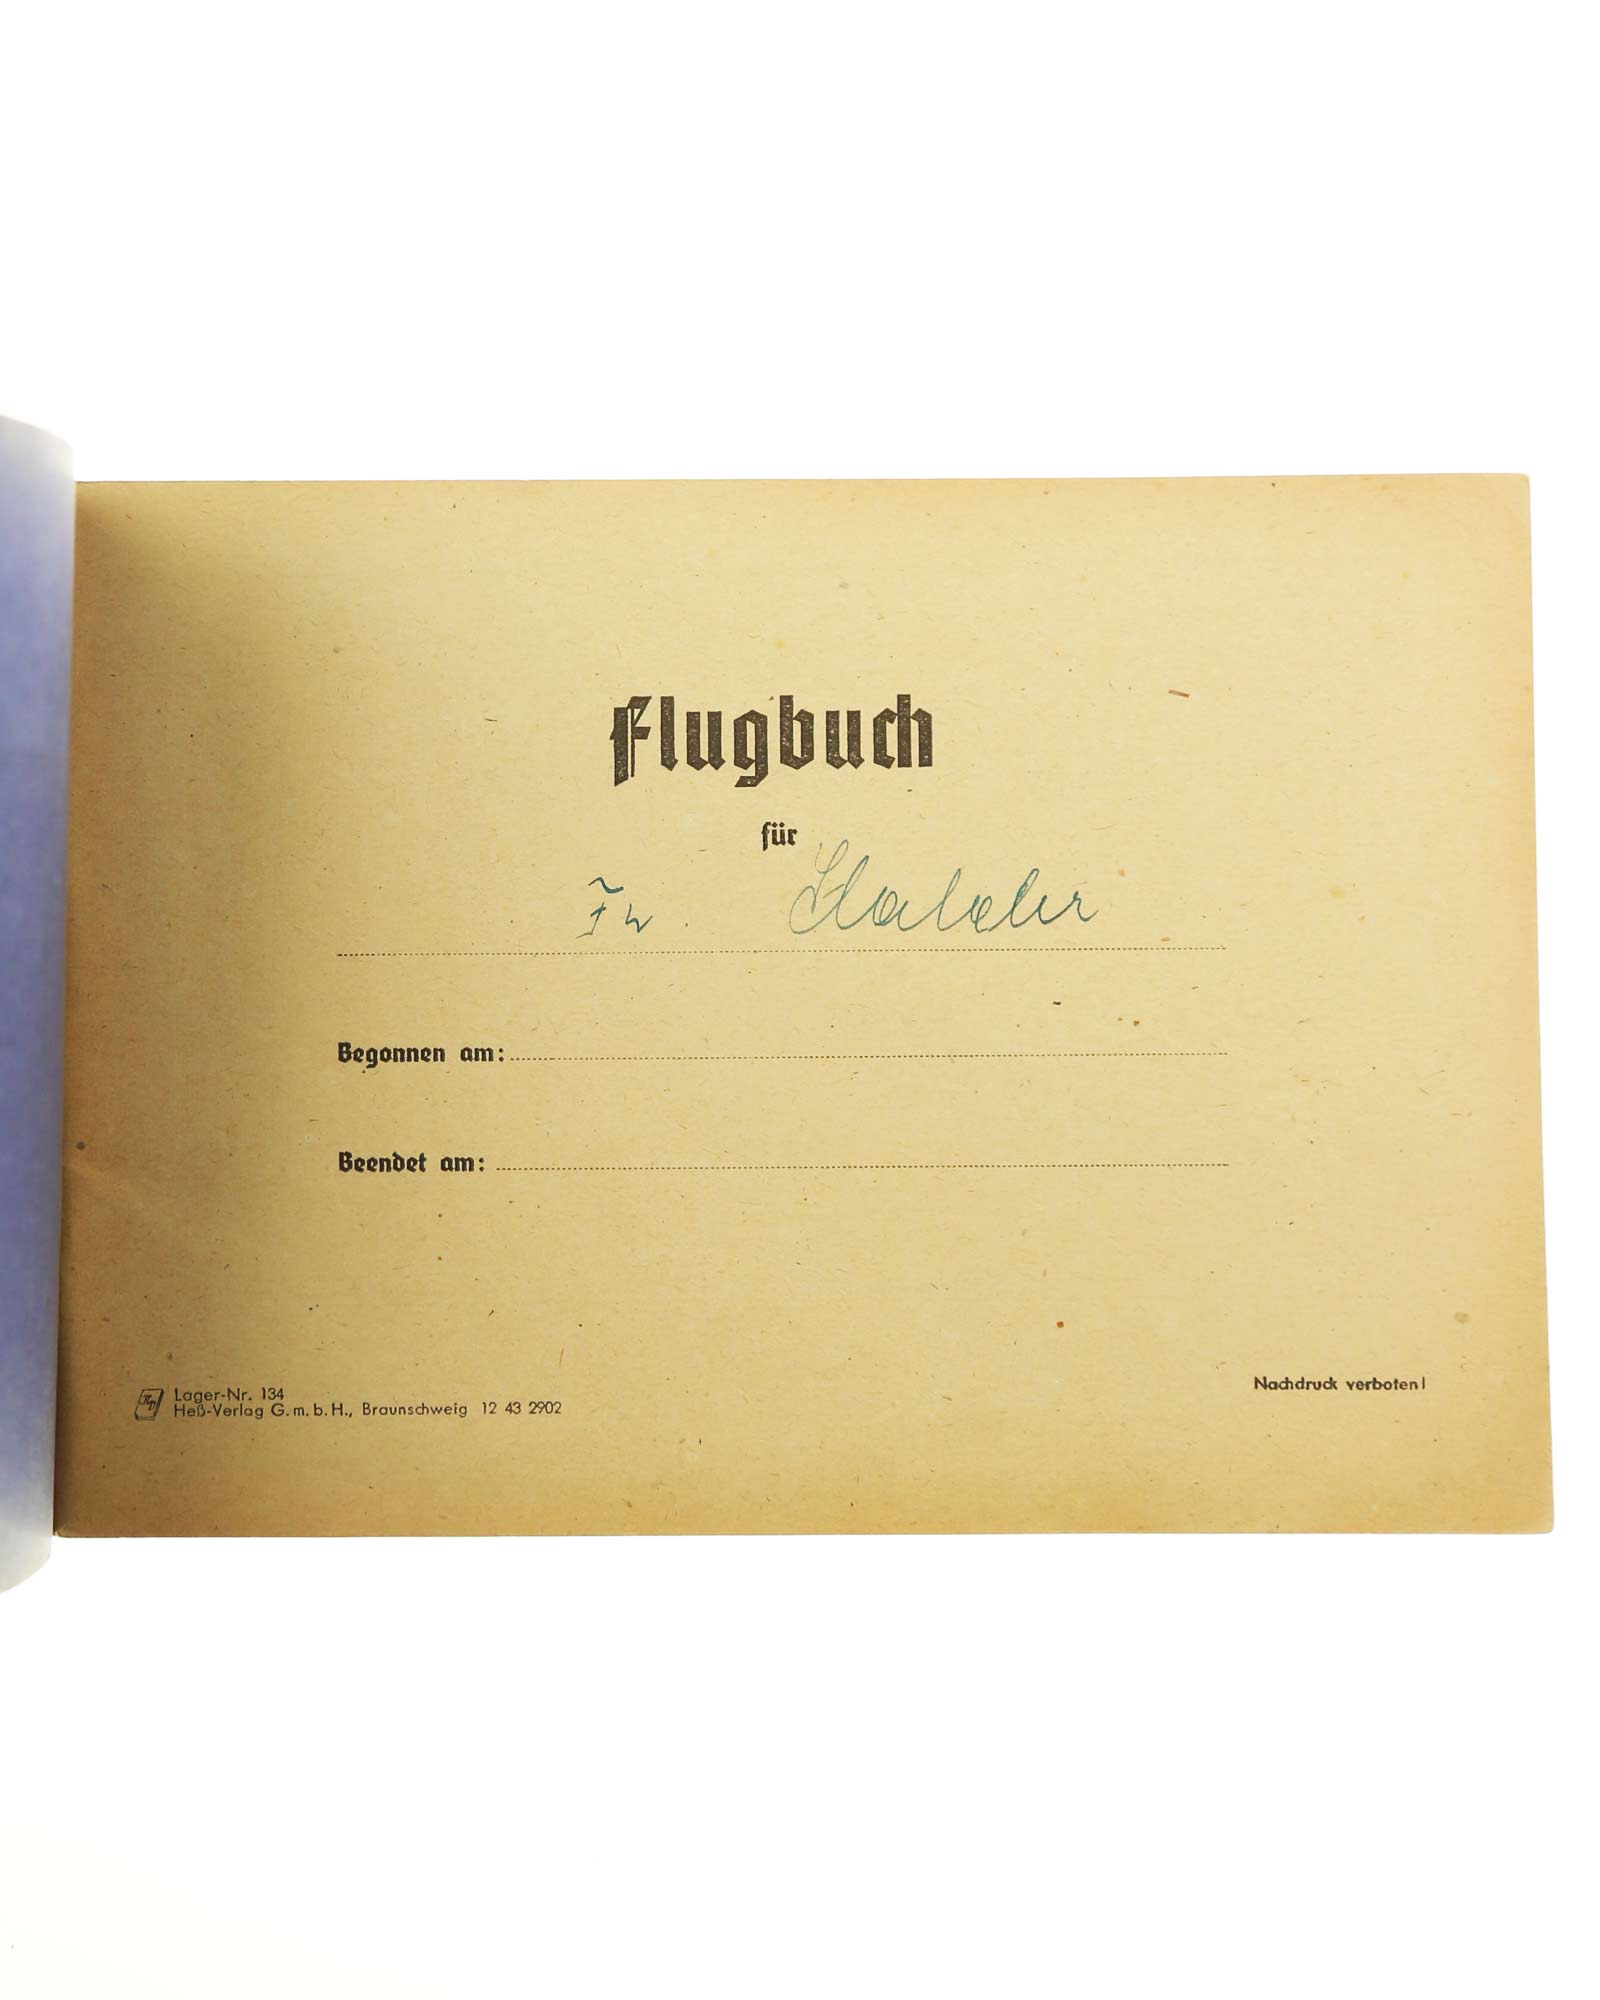 Flugbuch
für
Fw.
Begonnen am:
Beendet am:
Lager-Nr. 134
Heß-Verlag G.m.b.H., Braunschweig 12 43 2902
Nachdruck verboten!